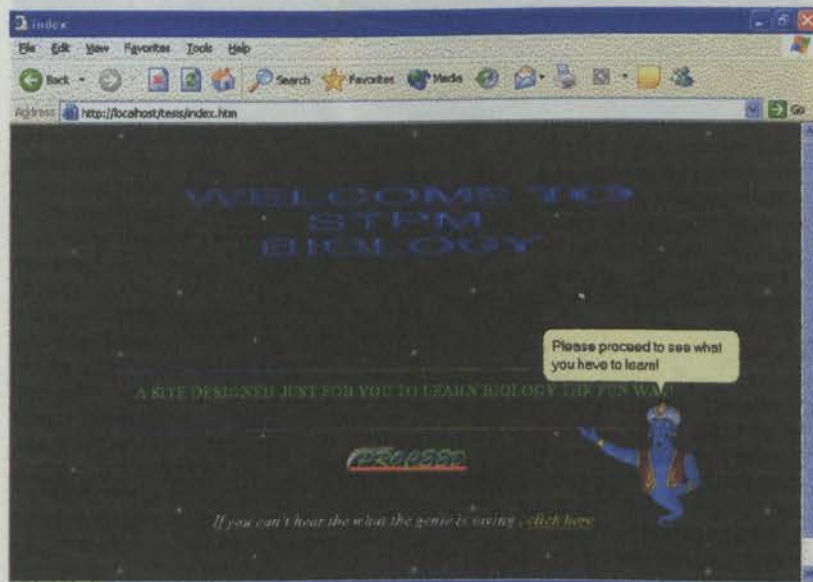 index
File Edit View Favorites Tools Help
Back Search Favorites Media
Address http://localhost/tesis/index.htm Go
WELCOME TO
STPM
BIOLOGY
Please proceed to see what
you have to learn!
A SITE DESIGNED JUST FOR YOU TO LEARN BIOLOGY THE FUN WAY!
PROCEED
If you can't hear the what the genie is saying , click here